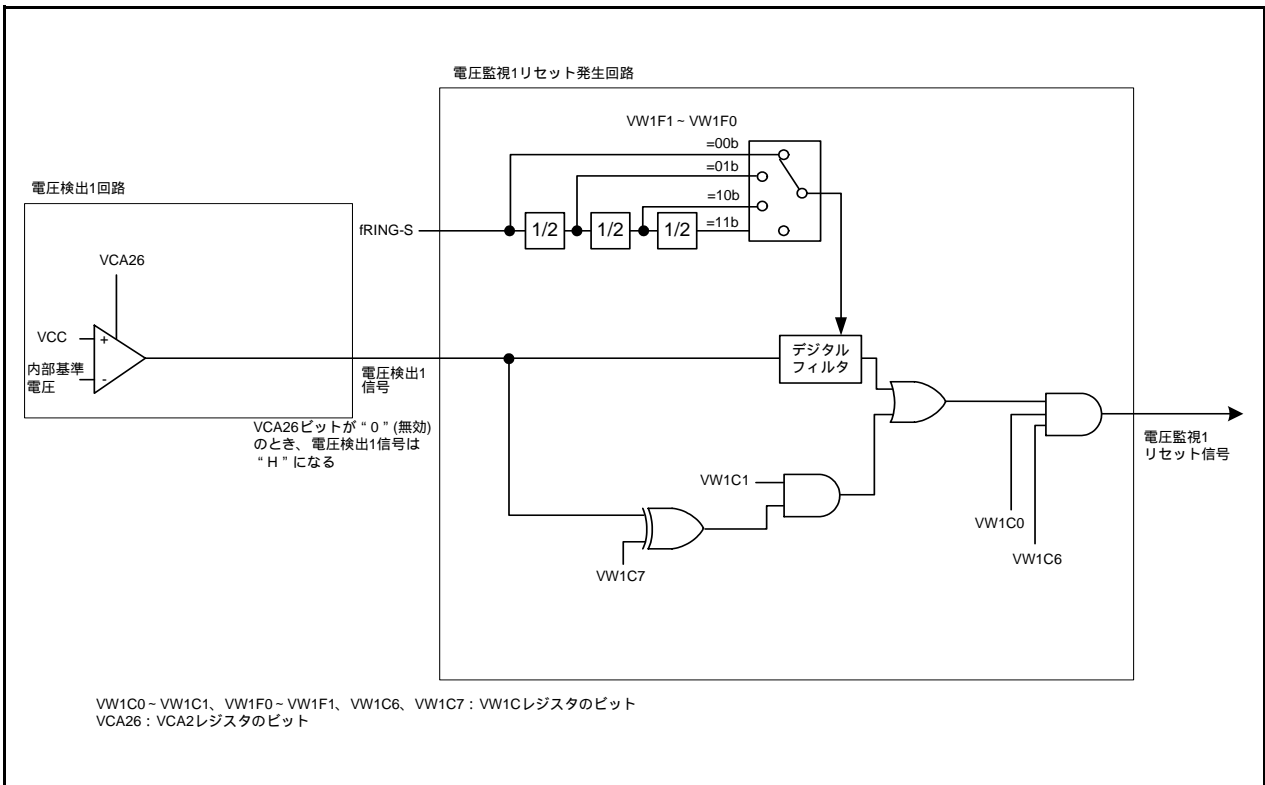 電圧監視1リセット発生回路
VW1F1～VW1F0
=00b
=01b
=10b
=11b
電圧検出1回路
fRING-S
1/2
1/2
1/2
VCA26
VCC
+
内部基準
電圧
-
電圧検出1
信号
デジタル
フィルタ
VCA26ビットが“0”(無効)
のとき、電圧検出1信号は
“H”になる
VW1C1
VW1C7
VW1C0
VW1C6
電圧監視1
リセット信号
VW1C0～VW1C1、VW1F0～VW1F1、VW1C6、VW1C7：VW1Cレジスタのビット
VCA26：VCA2レジスタのビット